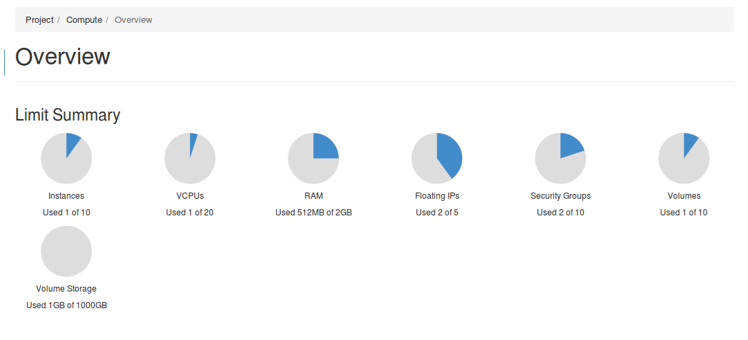 Project / Compute / Overview
Overview
Limit Summary
Instances
Used 1 of 10
VCPUs
Used 1 of 20
RAM
Used 512MB of 2GB
Floating IPs
Used 2 of 5
Security Groups
Used 2 of 10
Volumes
Used 1 of 10
Volume Storage
Used 1GB of 1000GB